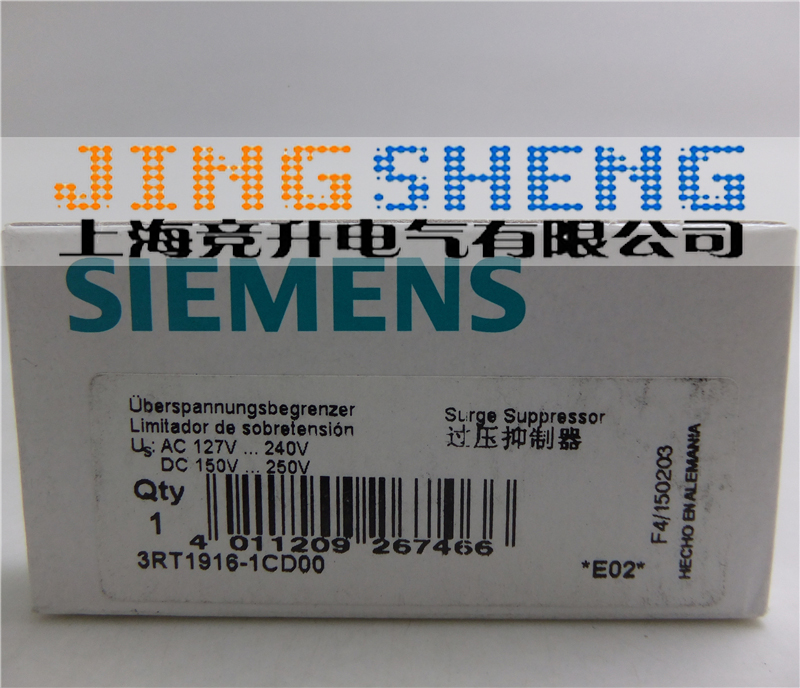 JINGSHENG
上海竞升电气有限公司
SIEMENS
Überspannungsbegrenzer
Limitador de sobretensión
Us: AC 127V ... 240V
DC 150V ... 250V
Surge Suppressor
过压抑制器
Qty
1
4 011209 267466
3RT1916-1CD00
*E02*
F4/150203
HECHO EN ALEMANIA